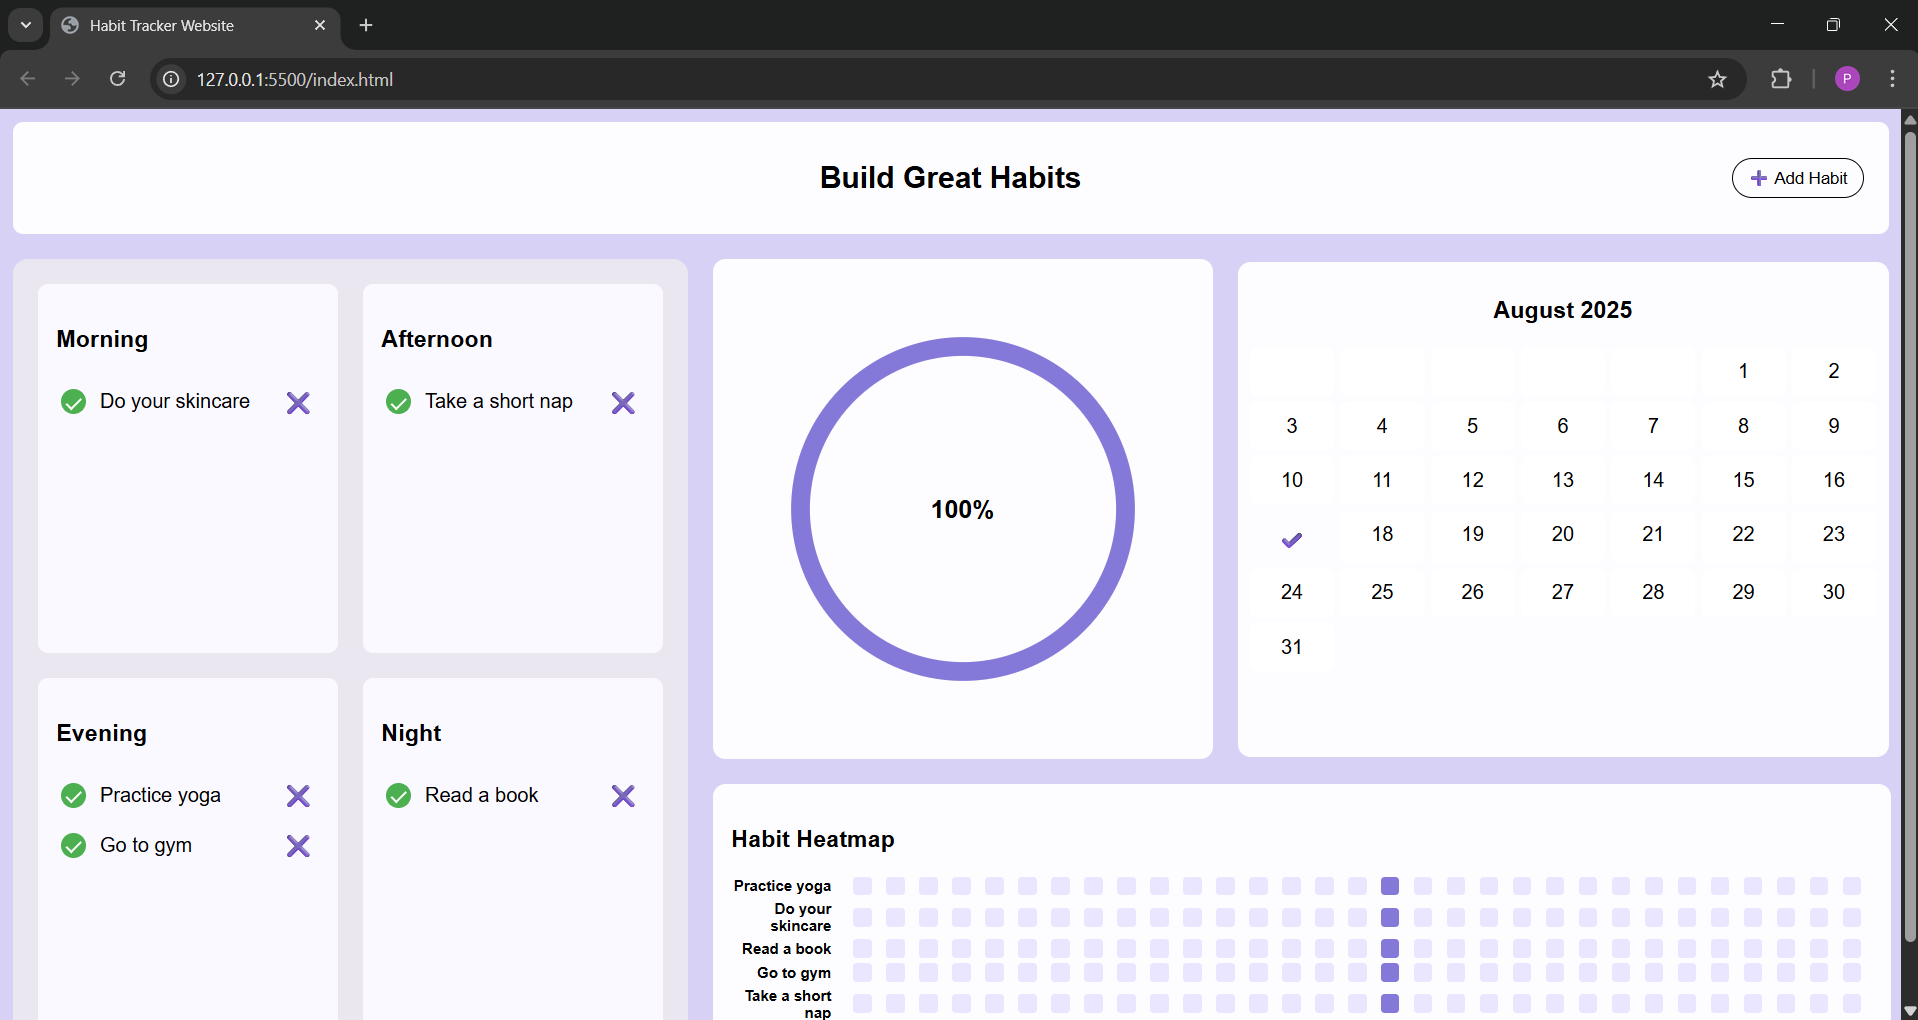 Habit Tracker Website
127.0.0.1:5500/index.html
P
Build Great Habits
Add Habit
Morning
Do your skincare
Afternoon
Take a short nap
Evening
Practice yoga
Go to gym
Night
Read a book
100%
August 2025
1 2
3 4 5 6 7 8 9
10 11 12 13 14 15 16
18 19 20 21 22 23
24 25 26 27 28 29 30
31
Habit Heatmap
Practice yoga
Do your
skincare
Read a book
Go to gym
Take a short
nap